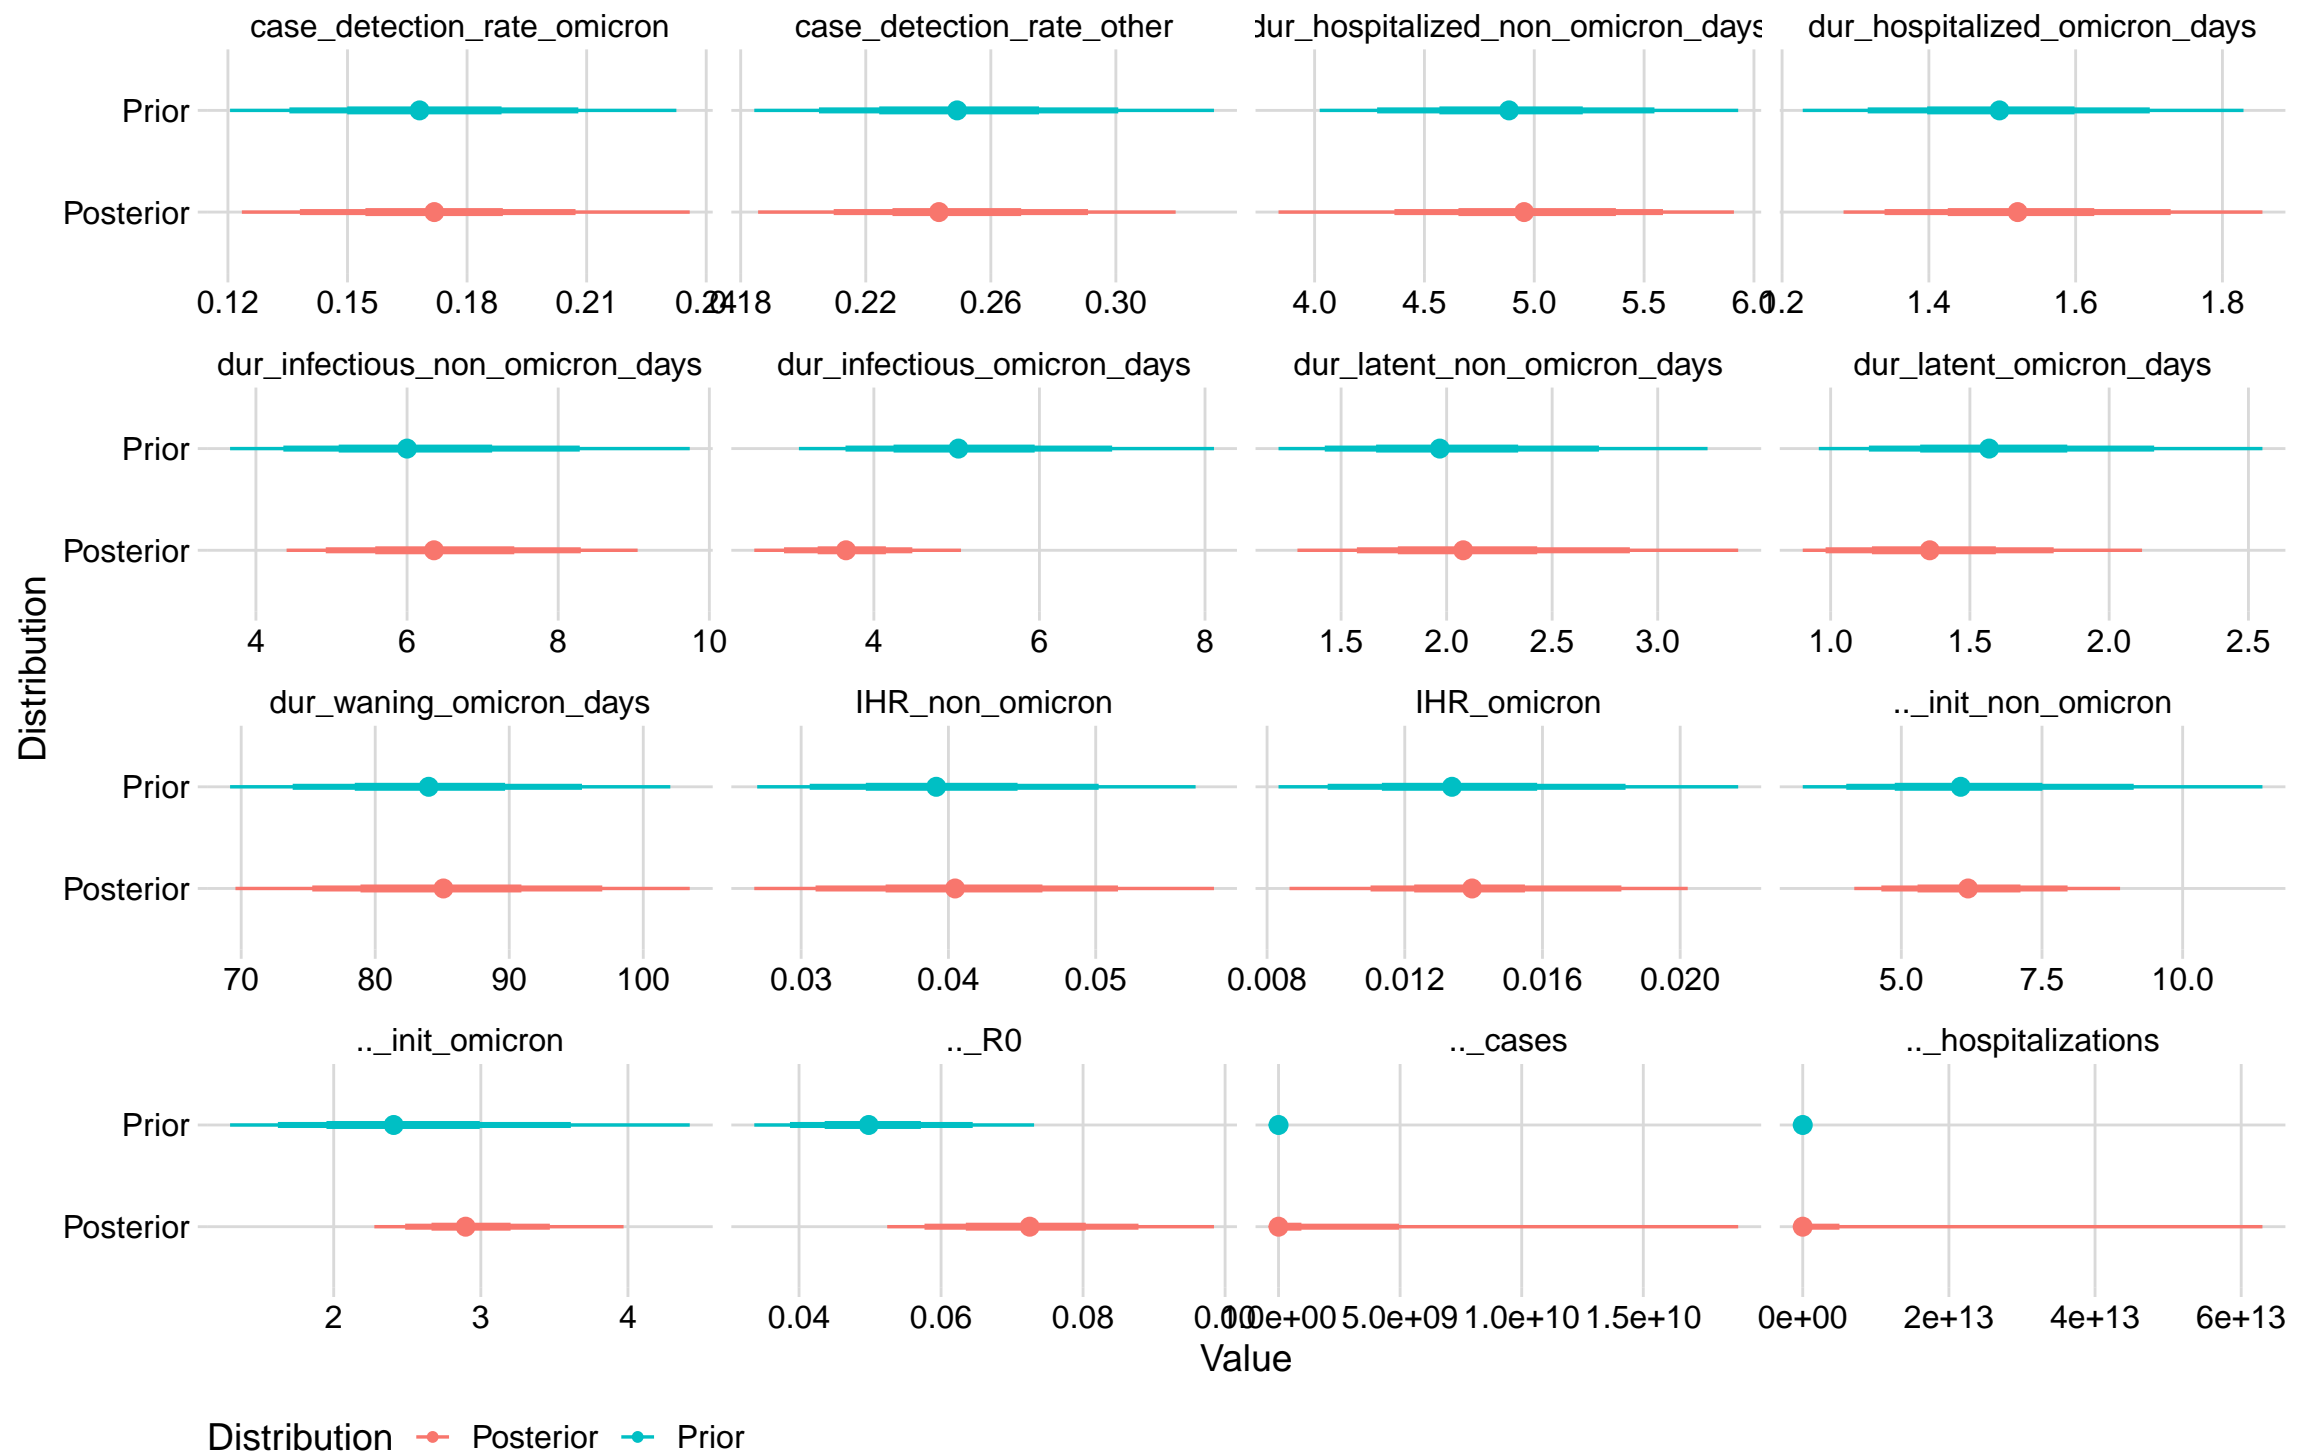 case_detection_rate_omicron case_detection_rate_other dur_hospitalized_non_omicron_days dur_hospitalized_omicron_days
Prior
Posterior
0.12 0.15 0.18 0.21 0.24 0.18 0.22 0.26 0.30 4.0 4.5 5.0 5.5 6.0 1.2 1.4 1.6 1.8
dur_infectious_non_omicron_days dur_infectious_omicron_days dur_latent_non_omicron_days dur_latent_omicron_days
Prior
Posterior
4 6 8 10 4 6 8 1.5 2.0 2.5 3.0 1.0 1.5 2.0 2.5
Distribution
dur_waning_omicron_days IHR_non_omicron IHR_omicron .._init_non_omicron
Prior
Posterior
70 80 90 100 0.03 0.04 0.05 0.008 0.012 0.016 0.020 5.0 7.5 10.0
.._init_omicron .._R0 .._cases .._hospitalizations
Prior
Posterior
2 3 4 0.04 0.06 0.08 0.10 0.0e+00 5.0e+09 1.0e+10 1.5e+10 0e+00 2e+13 4e+13 6e+13
Value
Distribution Posterior Prior